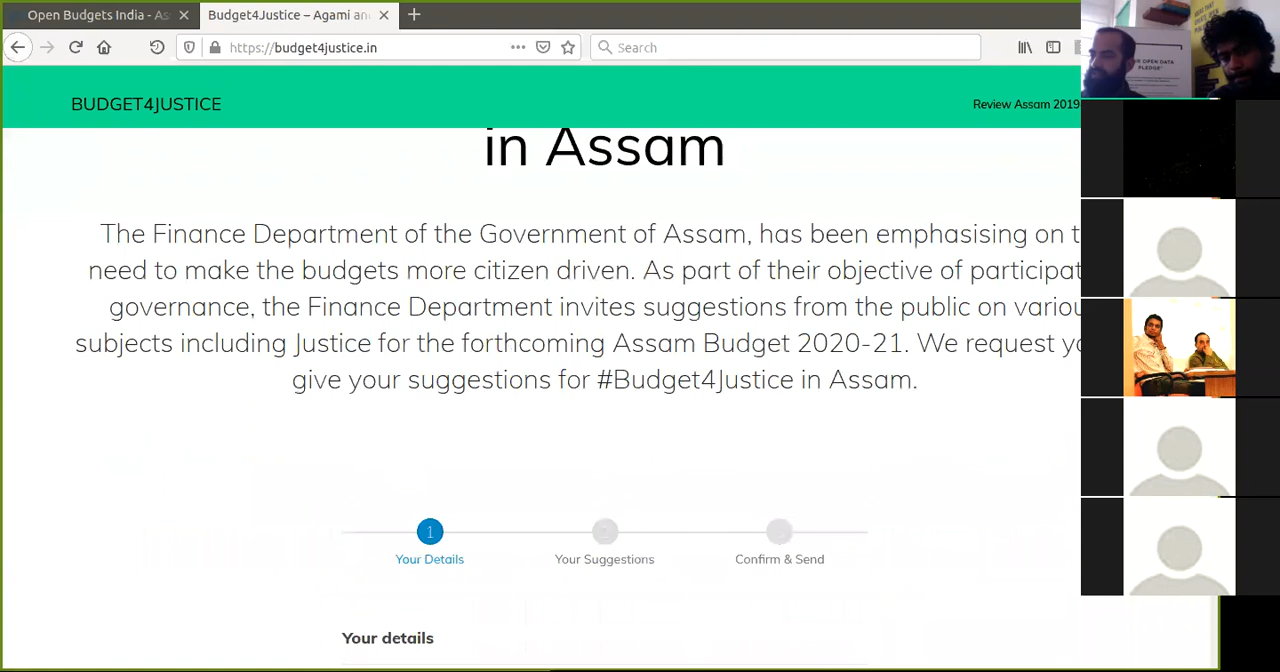 Open Budgets India - As
Budget4Justice – Agami an
https://budget4justice.in
Search
BUDGET4JUSTICE
Review Assam 2019
in Assam
The Finance Department of the Government of Assam, has been emphasising on t
need to make the budgets more citizen driven. As part of their objective of participat
governance, the Finance Department invites suggestions from the public on variou
subjects including Justice for the forthcoming Assam Budget 2020-21. We request yo
give your suggestions for #Budget4Justice in Assam.
1
Your Details
Your Suggestions
Confirm & Send
Your details
OPEN DATA
PLEDGE"